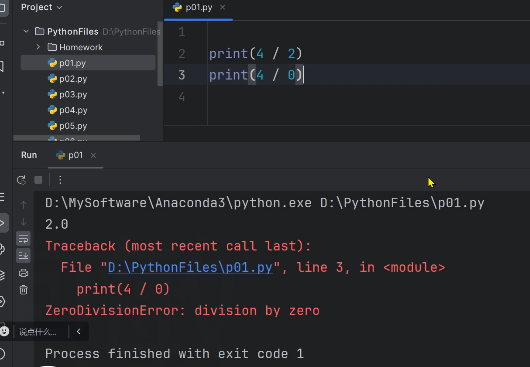 Project
p01.py
PythonFiles D:\PythonFiles
Homework
p01.py
p02.py
p03.py
p04.py
p05.py
1
2 print(4 / 2)
3 print(4 / 0)
4
Run p01
D:\MySoftware\Anaconda3\python.exe D:\PythonFiles\p01.py
2.0
Traceback (most recent call last):
File "D:\PythonFiles\p01.py", line 3, in <module>
print(4 / 0)
ZeroDivisionError: division by zero
说点什么...
Process finished with exit code 1